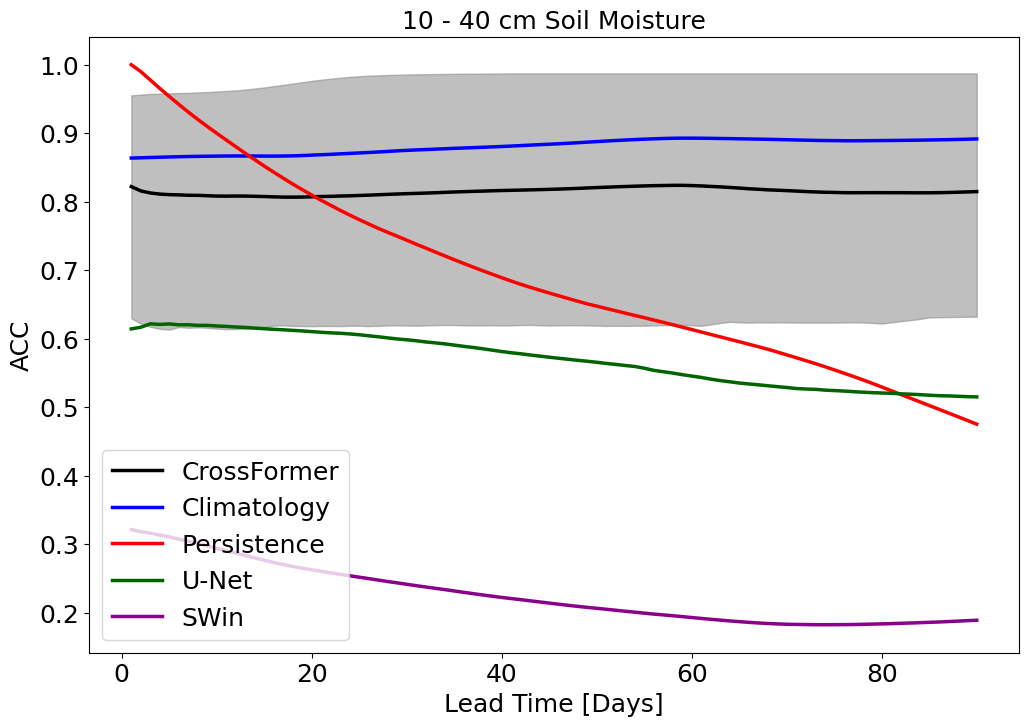 10 - 40 cm Soil Moisture
ACC
1.0
0.9
0.8
0.7
0.6
0.5
0.4
0.3
0.2
CrossFormer
Climatology
Persistence
U-Net
SWin
0 20 40 60 80
Lead Time [Days]